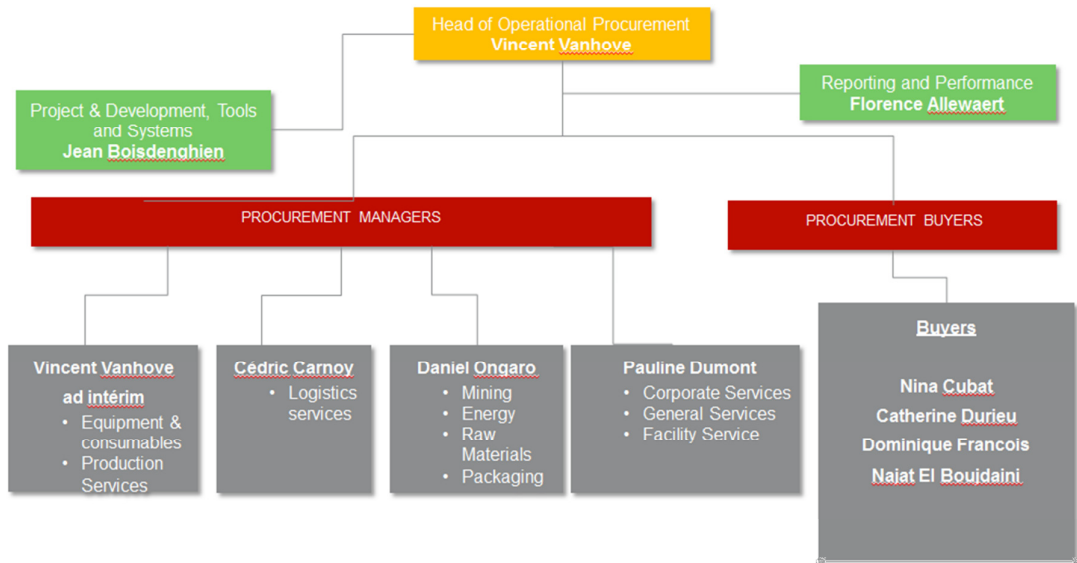 Head of Operational Procurement
Vincent Vanhove
Reporting and Performance
Florence Allewaert
Project & Development, Tools
and Systems
Jean Boisdenghien
PROCUREMENT MANAGERS
PROCUREMENT BUYERS
Vincent Vanhove
ad intérim
• Equipment &
consumables
• Production
Services
Cédric Carnoy
• Logistics
services
Daniel Ongaro
• Mining
• Energy
• Raw
Materials
• Packaging
Pauline Dumont
• Corporate Services
• General Services
• Facility Service
Buyers
Nina Cubat
Catherine Durieu
Dominique Francois
Najat El Boujdaini